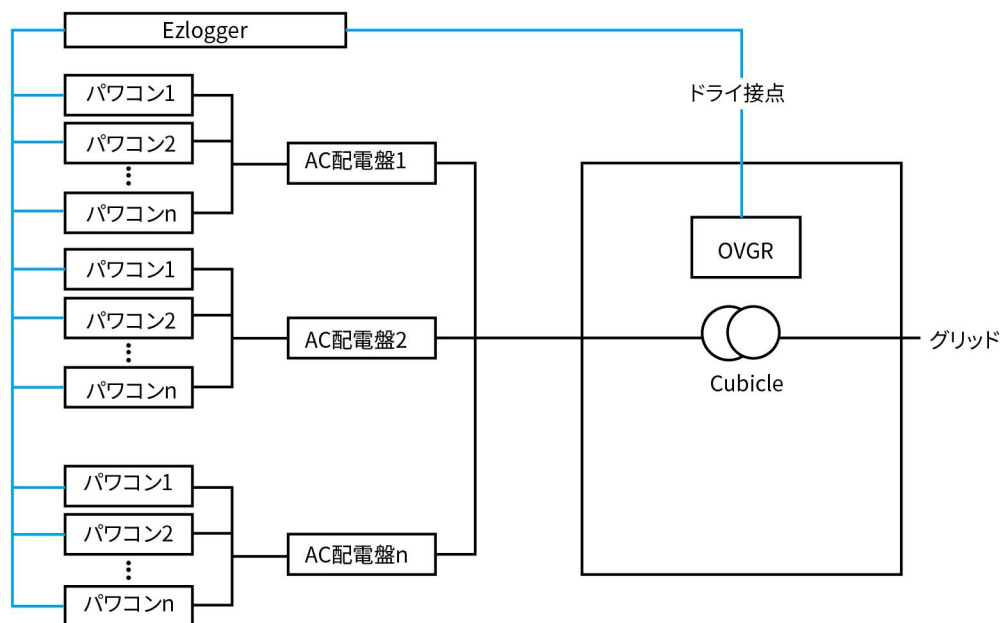 Ezlogger
ドライ接点
パワコン1
パワコン2
パワコンn
AC配電盤1
パワコン1
パワコン2
パワコンn
AC配電盤2
パワコン1
パワコン2
パワコンn
AC配電盤n
OVGR
Cubicle
グリッド